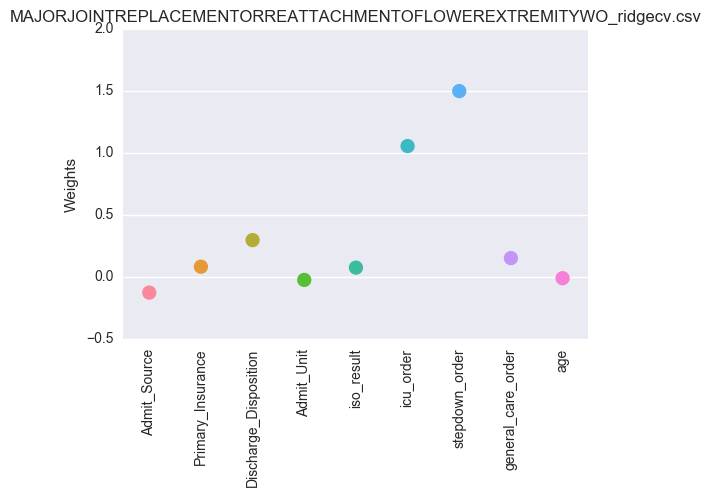 MAJORJOINTREPLACEMENTORREATTACHMENTOFLOWEREXTREMITYWO_ridgecv.csv
2.0
1.5
1.0
0.5
0.0
−0.5
Weights
Admit_Source
Primary_Insurance
Discharge_Disposition
Admit_Unit
iso_result
icu_order
stepdown_order
general_care_order
age